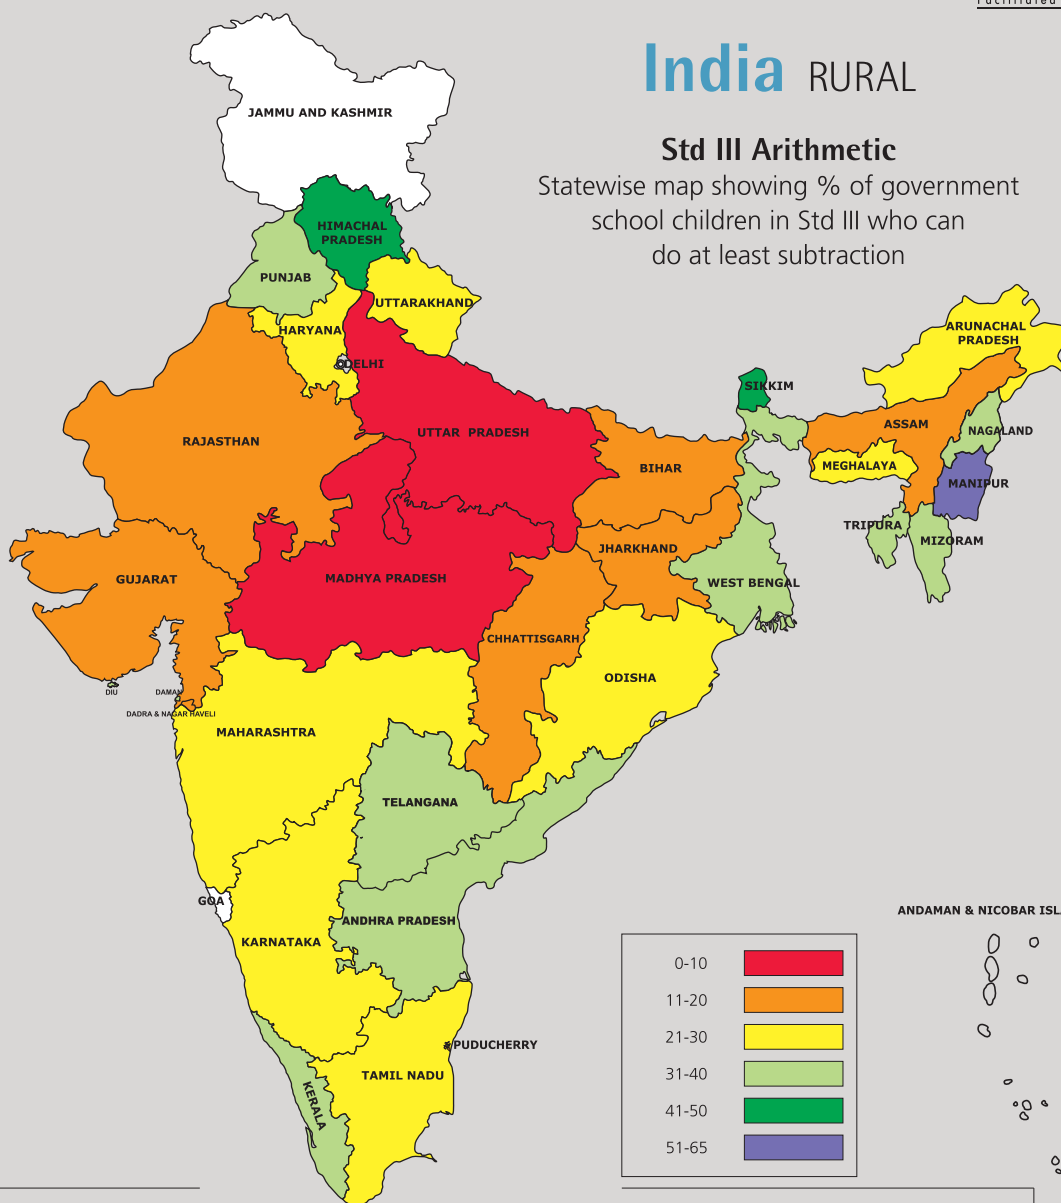 India RURAL
Std III Arithmetic
Statewise map showing % of government
school children in Std III who can
do at least subtraction
JAMMU AND KASHMIR
HIMACHAL
PRADESH
PUNJAB
UTTARAKHAND
HARYANA
DELHI
ARUNACHAL
PRADESH
SIKKIM
RAJASTHAN
UTTAR PRADESH
ASSAM
NAGALAND
BIHAR
MEGHALAYA
MANIPUR
TRIPURA
MIZORAM
GUJARAT
MADHYA PRADESH
JHARKHAND
WEST BENGAL
CHHATTISGARH
ODISHA
DIU
DAMAN
DADRA & NAGAR HAVELI
MAHARASHTRA
TELANGANA
GOA
ANDHRA PRADESH
KARNATAKA
ANDAMAN & NICOBAR
PUDUCHERRY
TAMIL NADU
KERALA
0-10
11-20
21-30
31-40
41-50
51-65